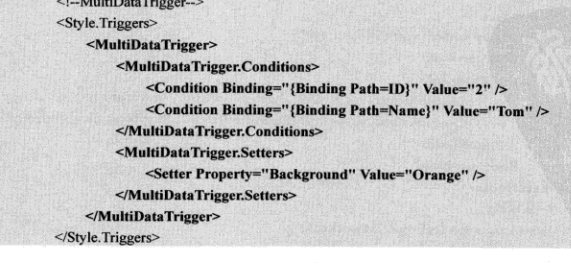 <!--MultiDataTrigger-->
<Style.Triggers>
<MultiDataTrigger>
<MultiDataTrigger.Conditions>
<Condition Binding="{Binding Path=ID}" Value="2" />
<Condition Binding="{Binding Path=Name}" Value="Tom" />
</MultiDataTrigger.Conditions>
<MultiDataTrigger.Setters>
<Setter Property="Background" Value="Orange" />
</MultiDataTrigger.Setters>
</MultiDataTrigger>
</Style.Triggers>